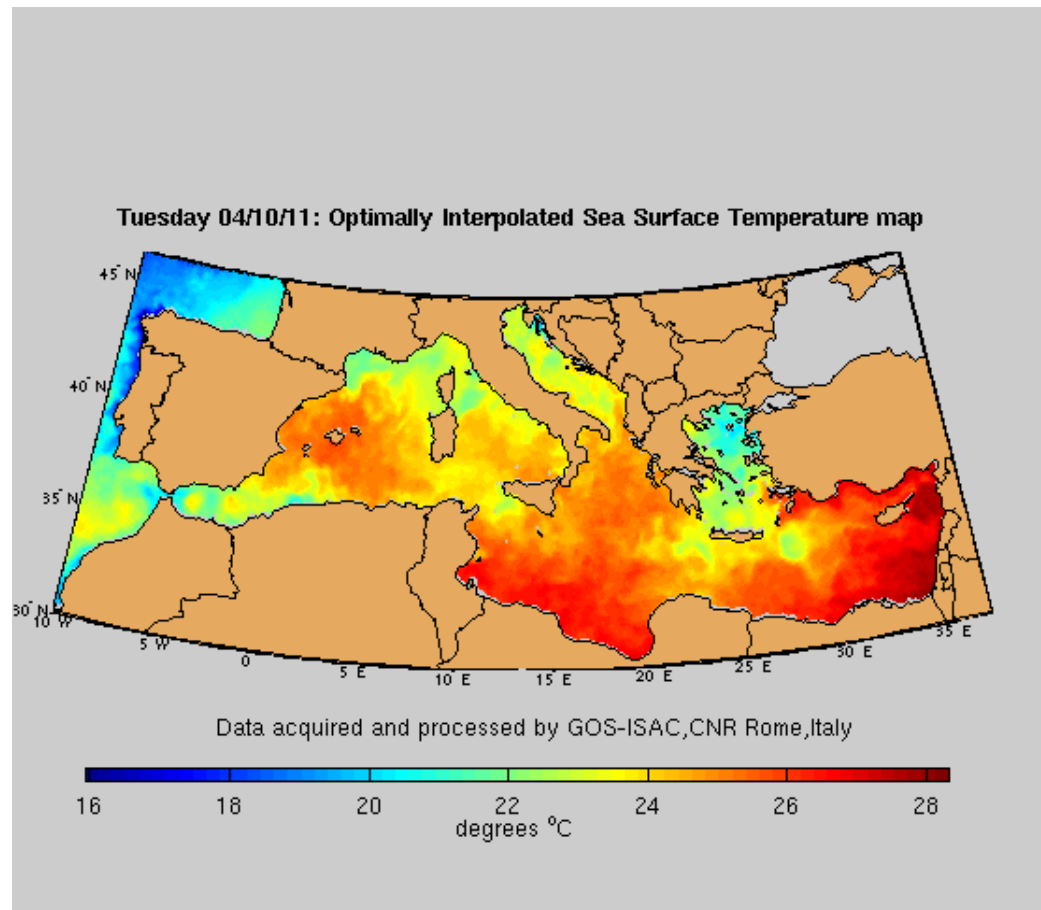 Tuesday 04/10/11: Optimally Interpolated Sea Surface Temperature map
45° N
40° N
35° N
30° N
10° W
5° W
0°
5° E
10° E
15° E
20° E
25° E
30° E
35° E
Data acquired and processed by GOS-ISAC,CNR Rome,Italy
16 18 20 22 24 26 28
degrees °C